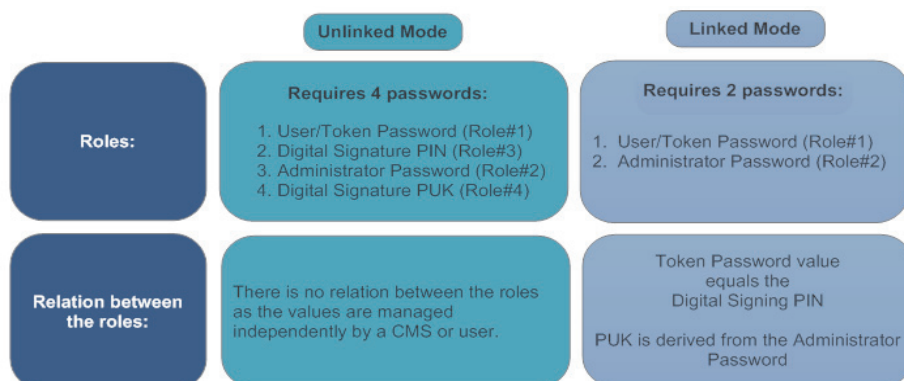 Unlinked Mode
Linked Mode
Roles:
Requires 4 passwords:
1. User/Token Password (Role#1)
2. Digital Signature PIN (Role#3)
3. Administrator Password (Role#2)
4. Digital Signature PUK (Role#4)
Requires 2 passwords:
1. User/Token Password (Role#1)
2. Administrator Password (Role#2)
Relation between
the roles:
There is no relation between the roles
as the values are managed
independently by a CMS or user.
Token Password value
equals the
Digital Signing PIN
PUK is derived from the Administrator
Password